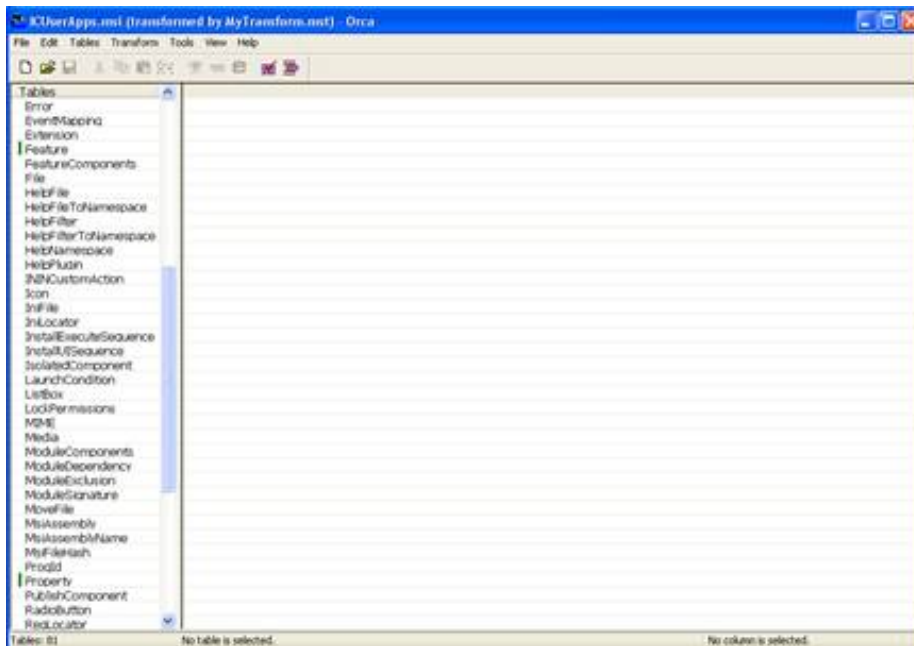 ICUserApps.msi (transformed by MyTransform.mst) - Orca
File Edit Tables Transform Tools View Help
Tables
Error
EventMapping
Extension
Feature
FeatureComponents
File
HelpFile
HelpFileToNamespace
HelpFilter
HelpFilterToNamespace
HelpNamespace
HelpPlugin
ININCustomAction
Icon
IniFile
IniLocator
InstallExecuteSequence
InstallUISequence
IsolatedComponent
LaunchCondition
ListBox
LockPermissions
MIME
Media
ModuleComponents
ModuleDependency
ModuleExclusion
ModuleSignature
MoveFile
MsiAssembly
MsiAssemblyName
MsiFileHash
ProgId
Property
PublishComponent
RadioButton
RegLocator
Tables: 81 No table is selected. No column is selected.